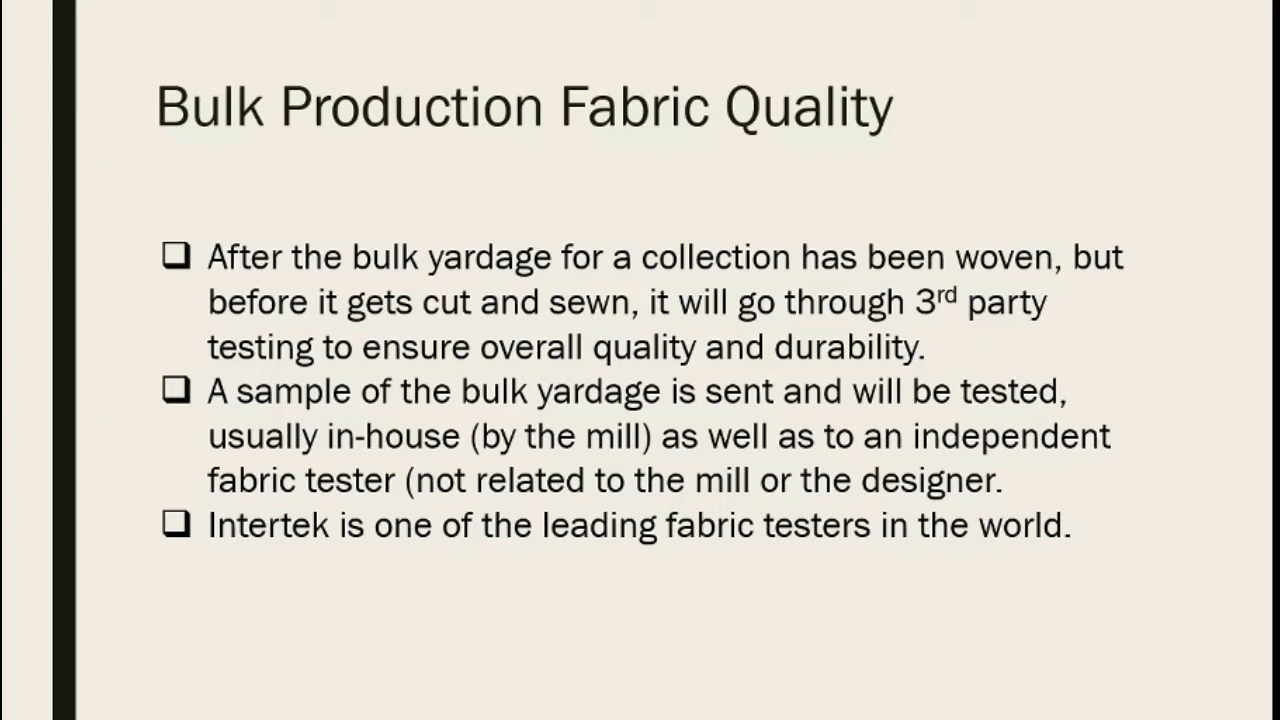 Bulk Production Fabric Quality
After the bulk yardage for a collection has been woven, but
before it gets cut and sewn, it will go through 3rd party
testing to ensure overall quality and durability.
A sample of the bulk yardage is sent and will be tested,
usually in-house (by the mill) as well as to an independent
fabric tester (not related to the mill or the designer.
Intertek is one of the leading fabric testers in the world.